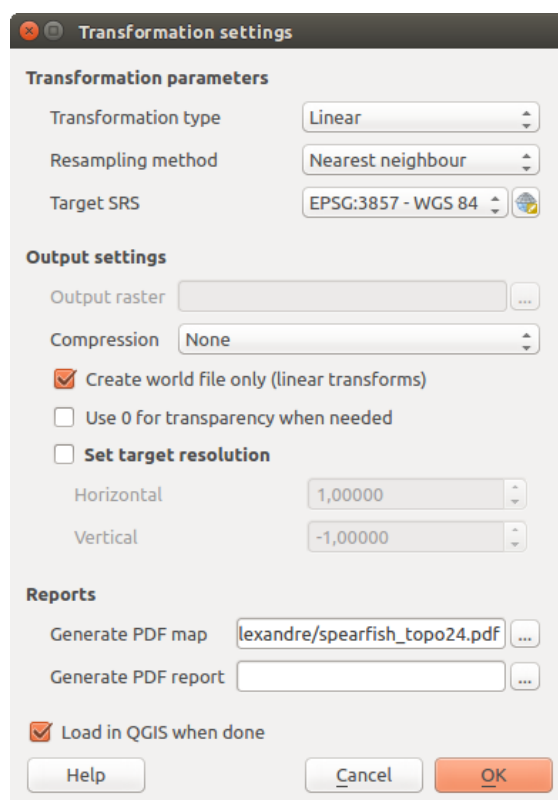 Transformation settings
Transformation parameters
Transformation type Linear
Resampling method Nearest neighbour
Target SRS EPSG:3857 - WGS 84
Output settings
Output raster ...
Compression None
Create world file only (linear transforms)
Use 0 for transparency when needed
Set target resolution
Horizontal 1,00000
Vertical -1,00000
Reports
Generate PDF map lexandre/spearfish_topo24.pdf ...
Generate PDF report ...
Load in QGIS when done
Help Cancel OK